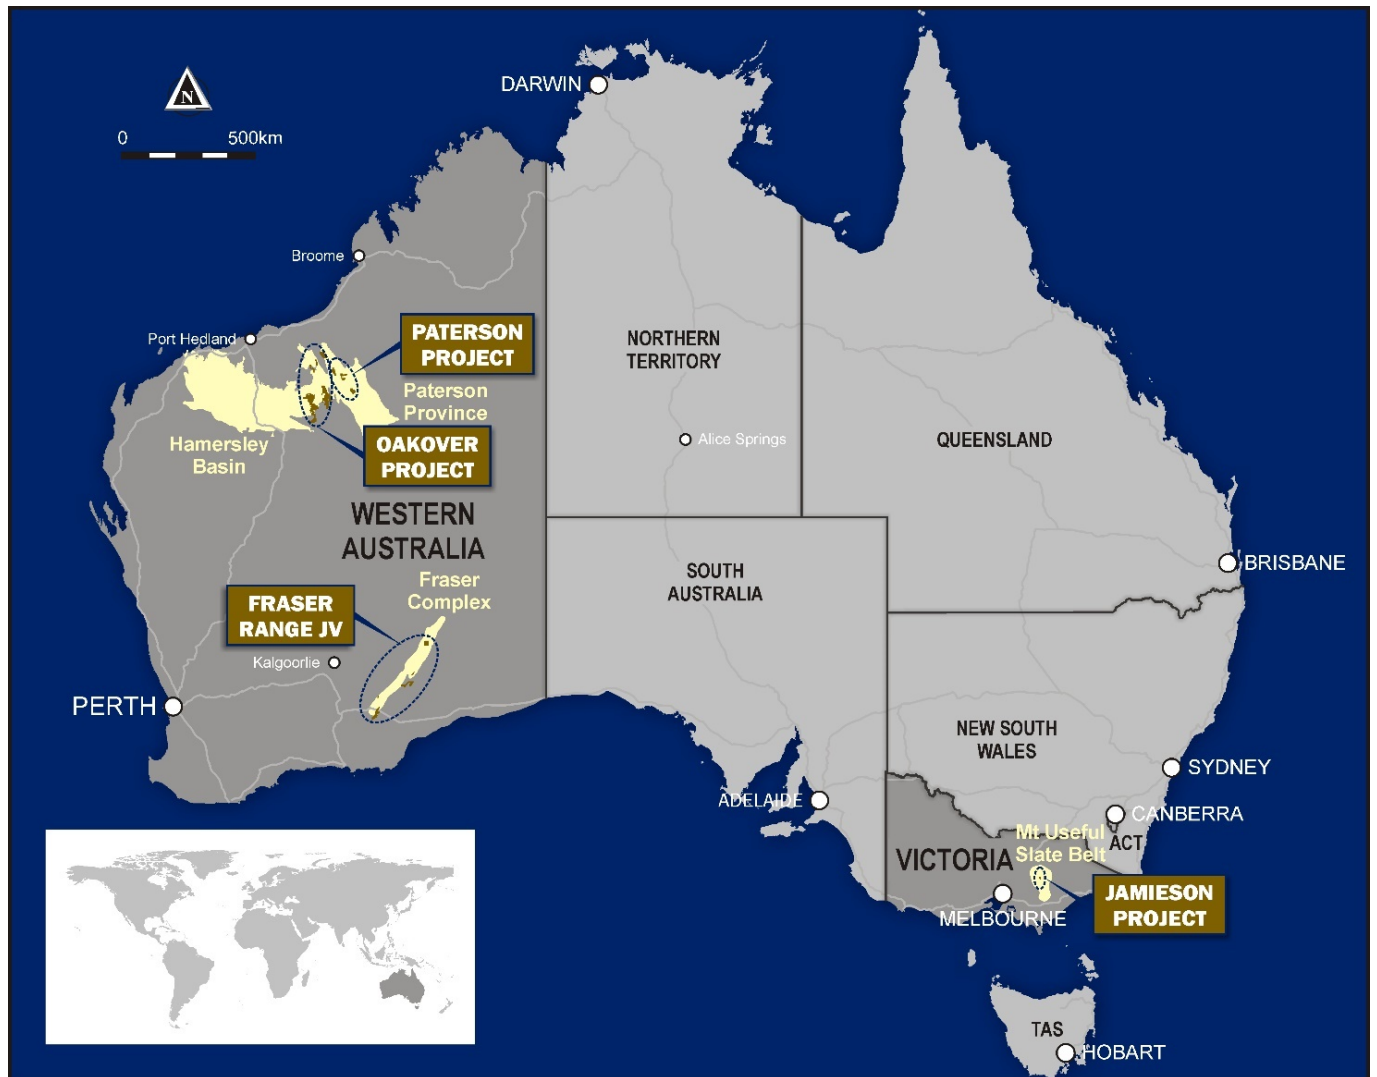 DARWIN
N
0 500km
Broome
Port Hedland
PATERSON
PROJECT
NORTHERN
TERRITORY
Paterson
Province
Hamersley
Basin
OAKOVER
PROJECT
Alice Springs
QUEENSLAND
WESTERN
AUSTRALIA
SOUTH
AUSTRALIA
BRISBANE
Fraser
Complex
FRASER
RANGE JV
Kalgoorlie
PERTH
NEW SOUTH
WALES
SYDNEY
ADELAIDE
CANBERRA
Mt Useful
Slate Belt
ACT
VICTORIA
JAMIESON
PROJECT
MELBOURNE
TAS
HOBART